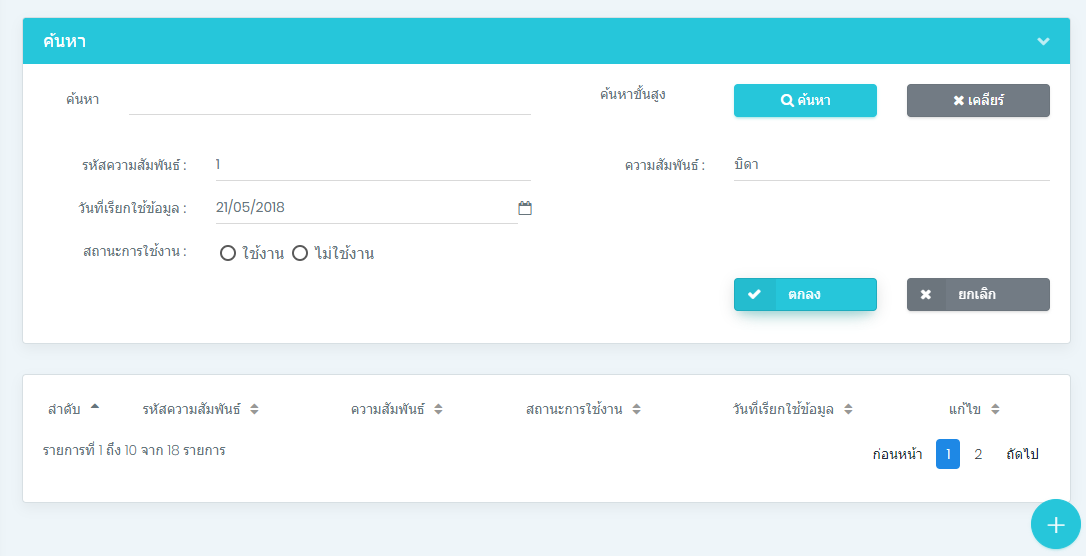 ค้นหา
ค้นหา ค้นหาขั้นสูง ค้นหา เคลียร์
รหัสความสัมพันธ์ : 1 ความสัมพันธ์ : บิดา
วันที่เรียกใช้ข้อมูล : 21/05/2018
สถานะการใช้งาน : ใช้งาน ไม่ใช้งาน
ตกลง ยกเลิก
ลำดับ รหัสความสัมพันธ์ ความสัมพันธ์ สถานะการใช้งาน วันที่เรียกใช้ข้อมูล แก้ไข
รายการที่ 1 ถึง 10 จาก 18 รายการ ก่อนหน้า 1 2 ถัดไป